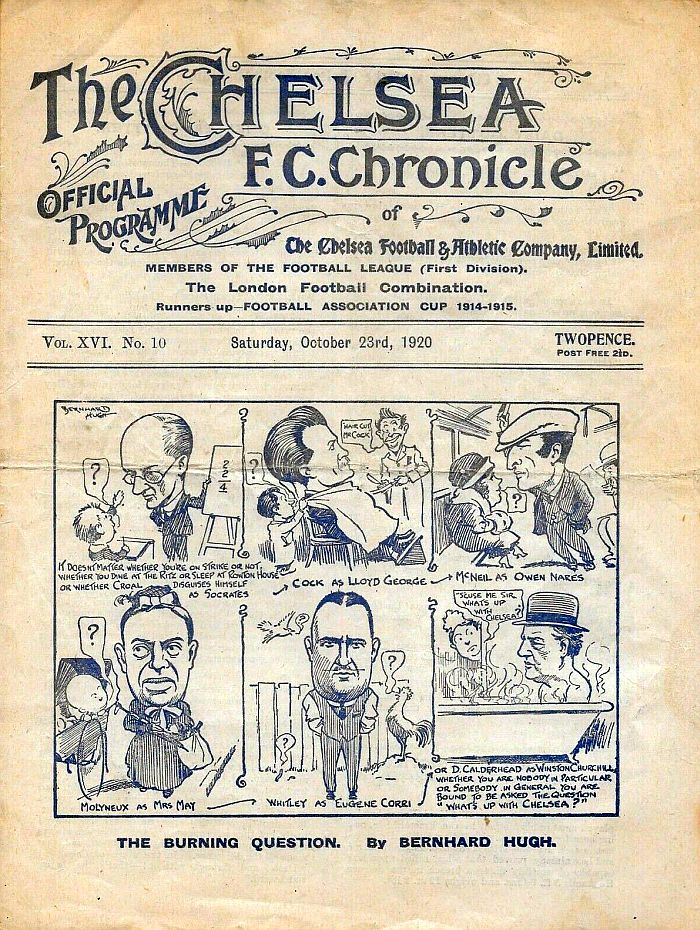 The CHELSEA
F.C. Chronicle
OFFICIAL
PROGRAMME
of
The Chelsea Football & Athletic Company, Limited.
MEMBERS OF THE FOOTBALL LEAGUE (First Division).
The London Football Combination.
Runners up—FOOTBALL ASSOCIATION CUP 1914-1915.
VOL. XVI. No. 10
Saturday, October 23rd, 1920
TWOPENCE.
POST FREE 2½D.
BERNHARD
HUGH
?
2
2
4
IT DOESN'T MATTER WHETHER YOU'RE ON STRIKE OR NOT,
WHETHER YOU DINE AT THE RITZ OR SLEEP AT ROWTON HOUSE
OR WHETHER CROAL DISGUISES HIMSELF
AS SOCRATES
?
HAIR CUT
MR COCK
COCK AS LLOYD GEORGE
?
McNEIL AS OWEN NARES
?
MOLYNEUX AS MRS MAY
?
?
?
WHITLEY AS EUGENE CORRI
"SCUSE ME SIR
WHAT'S UP
WITH
CHELSEA?"
OR D. CALDERHEAD AS WINSTON CHURCHILL,
WHETHER YOU ARE NOBODY IN PARTICULAR
OR SOMEBODY IN GENERAL YOU ARE
BOUND TO BE ASKED THE QUESTION
"WHAT'S UP WITH CHELSEA?"
THE BURNING QUESTION. By BERNHARD HUGH.